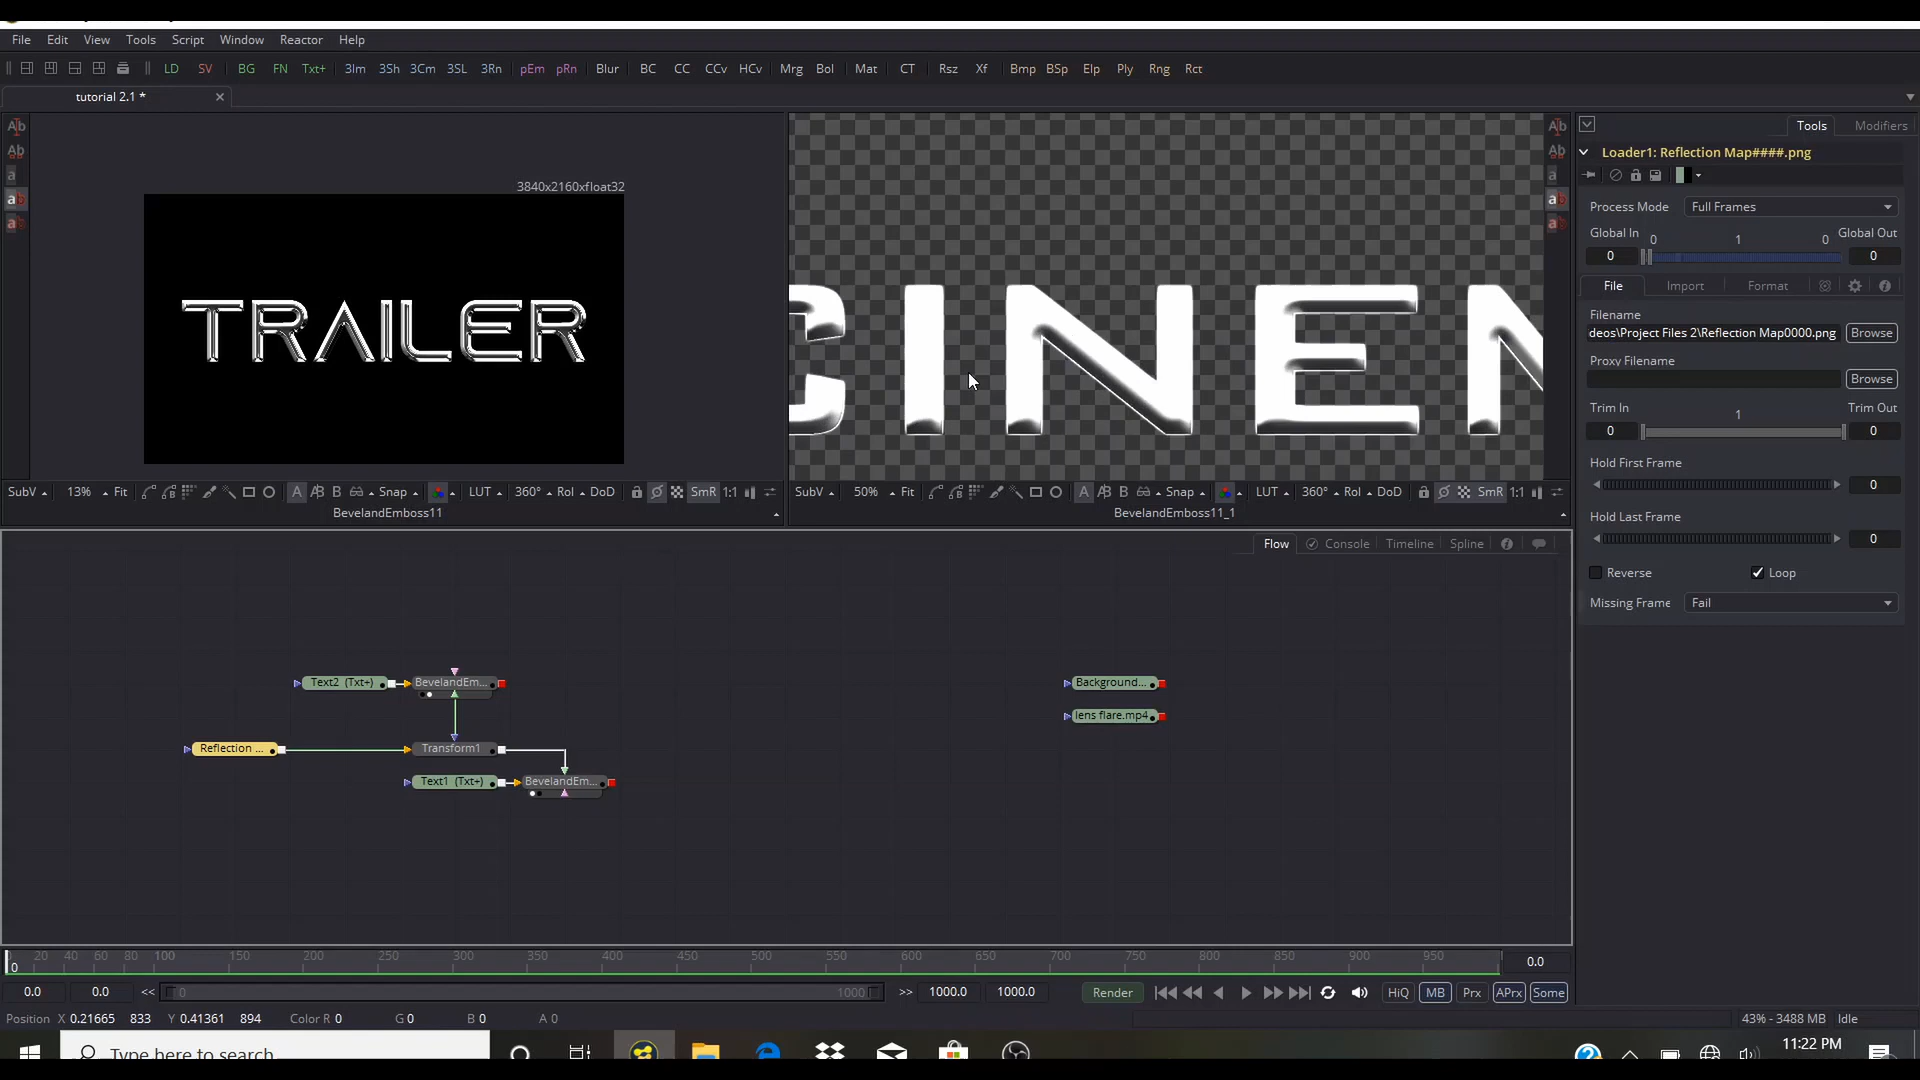 File Edit View Tools Script Window Reactor Help
LD SV BG FN Txt+ 3Im 3Sh 3Cm 3SL 3Rn pEm pRn Blur BC CC CCv HCv Mrg Bol Mat CT Rsz Xf Bmp BSp Elp Ply Rng Rct
tutorial 2.1 *
Tools Modifiers
Loader1: Reflection Map####.png
3840x2160xfloat32
TRAILER
CINEM
Process Mode Full Frames
Global In 0 1 0 Global Out
0 0
File Import Format
Filename
deos\Project Files 2\Reflection Map0000.png Browse
Proxy Filename
Browse
Trim In 1 Trim Out
0 0
Hold First Frame
0
Hold Last Frame
0
Reverse Loop
Missing Frame Fail
SubV 13% Fit A B Snap LUT 360° RoI DoD SmR 1:1
BevelandEmboss11
SubV 50% Fit A B Snap LUT 360° RoI DoD SmR 1:1
BevelandEmboss11_1
Flow Console Timeline Spline
Text2 (Txt+) BevelandEm...
Background...
lens flare.mp4
Reflection ... Transform1
Text1 (Txt+) BevelandEm...
0 20 40 60 80 100 150 200 250 300 350 400 450 500 550 600 650 700 750 800 850 900 950
0.0
0.0 0.0 << 0 1000 >> 1000.0 1000.0 Render HiQ MB Prx APrx Some
Position X 0.21665 833 Y 0.41361 894 Color R 0 G 0 B 0 A 0 43% - 3488 MB Idle
Type here to search
11:22 PM